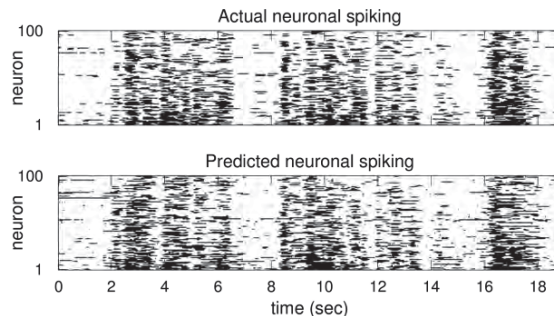 Actual neuronal spiking
100
neuron
1
Predicted neuronal spiking
100
neuron
1
0 2 4 6 8 10 12 14 16 18
time (sec)